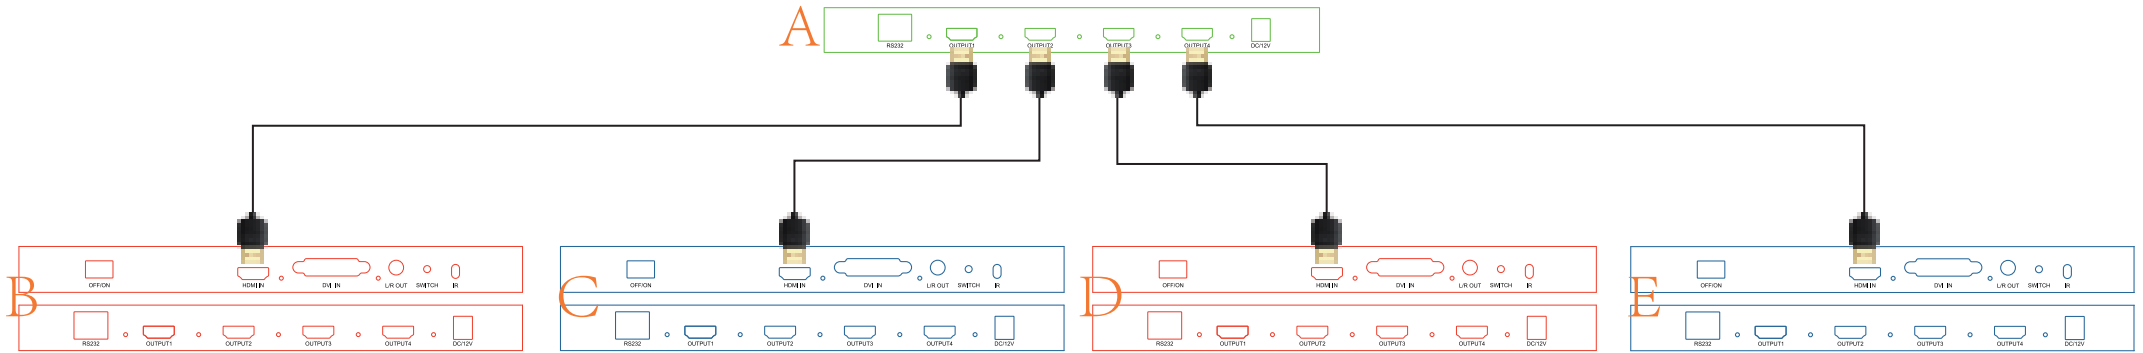 A
RS232 OUTPUT1 OUTPUT2 OUTPUT3 OUTPUT4 DC/12V
B
OFF/ON HDMI IN DVI IN L/R OUT SWITCH IR
RS232 OUTPUT1 OUTPUT2 OUTPUT3 OUTPUT4 DC/12V
C
OFF/ON HDMI IN DVI IN L/R OUT SWITCH IR
RS232 OUTPUT1 OUTPUT2 OUTPUT3 OUTPUT4 DC/12V
D
OFF/ON HDMI IN DVI IN L/R OUT SWITCH IR
RS232 OUTPUT1 OUTPUT2 OUTPUT3 OUTPUT4 DC/12V
E
OFF/ON HDMI IN DVI IN L/R OUT SWITCH IR
RS232 OUTPUT1 OUTPUT2 OUTPUT3 OUTPUT4 DC/12V